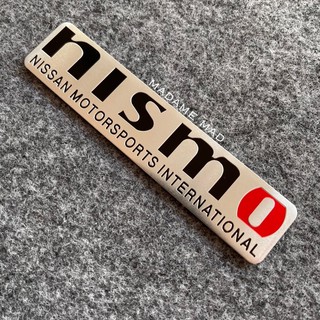 nismo
MADAME MAD
NISSAN MOTORSPORTS INTERNATIONAL